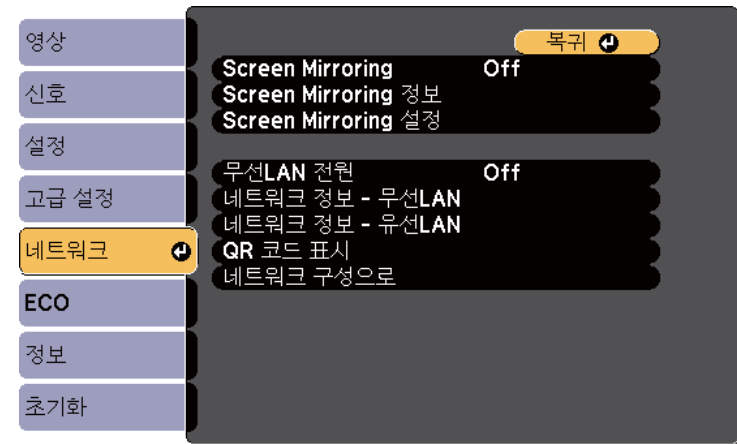 영상
신호
설정
고급 설정
네트워크
ECO
정보
초기화
복귀
Screen Mirroring Off
Screen Mirroring 정보
Screen Mirroring 설정
무선LAN 전원 Off
네트워크 정보 - 무선LAN
네트워크 정보 - 유선LAN
QR 코드 표시
네트워크 구성으로